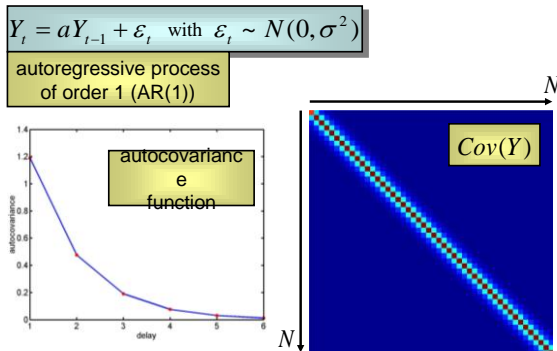 Y_t = aY_{t-1} + ε_t with ε_t ~ N(0, σ²)
autoregressive process
of order 1 (AR(1))
N
1.4
1.2
1
0.8
0.6
0.4
0.2
0
1 2 3 4 5 6
autocovariance
delay
autocovarianc
e
function
Cov(Y)
N